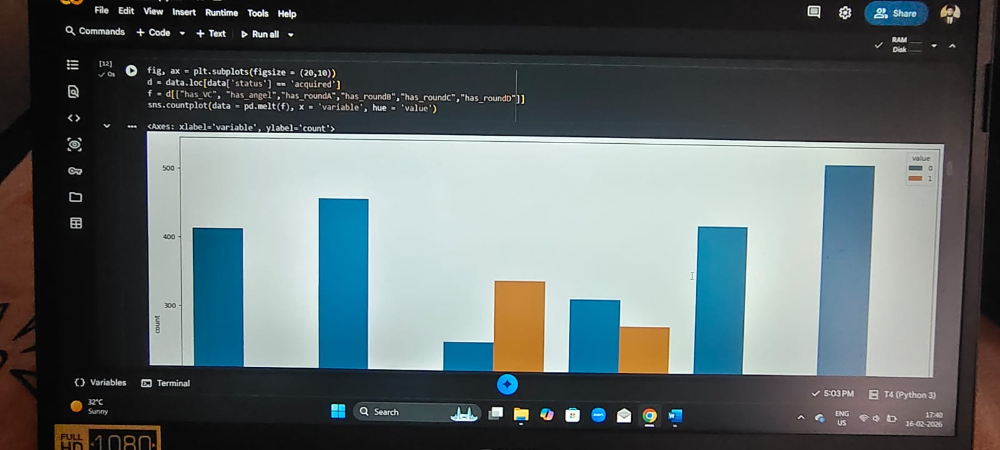 File Edit View Insert Runtime Tools Help
Share
Commands + Code + Text Run all
RAM
Disk
[12]
0s
fig, ax = plt.subplots(figsize = (20,10))
d = data.loc[data['status'] == 'acquired']
f = d[["has_VC", "has_angel","has_roundA","has_roundB","has_roundC","has_roundD"]]
sns.countplot(data = pd.melt(f), x = 'variable', hue = 'value')
<Axes: xlabel='variable', ylabel='count'>
value
0
1
500
400
300
count
{} Variables Terminal
5:03 PM T4 (Python 3)
32°C
Sunny
Search
zoom
W
ENG
US
17:40
16-02-2026
FULL
HD 1080